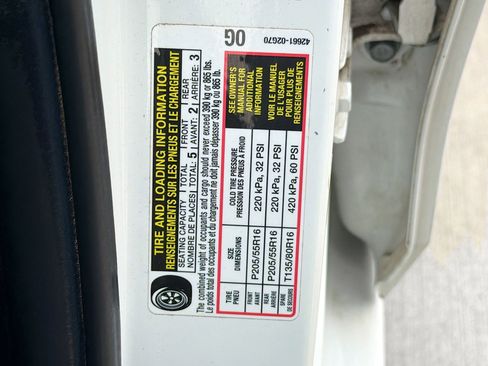 TIRE AND LOADING INFORMATION
RENSEIGNEMENTS SUR LES PNEUS ET LE CHARGEMENT
SEATING CAPACITY TOTAL FRONT REAR
NOMBRE DE PLACES TOTAL: 5 AVANT: 2 ARRIÈRE: 3
The combined weight of occupants and cargo should never exceed 390 kg or 865 lbs.
Le poids total des occupants et du chargement ne doit jamais dépasser 390 kg ou 865 lb.
TIRE SIZE COLD TIRE PRESSURE
PNEU DIMENSIONS PRESSION DES PNEUS À FROID
FRONT
AVANT P205/55R16 220 kPa, 32 PSI
REAR
ARRIÈRE P205/55R16 220 kPa, 32 PSI
SPARE
DE SECOURS T135/80R16 420 kPa, 60 PSI
SEE OWNER'S
MANUAL FOR
ADDITIONAL
INFORMATION
VOIR LE MANUEL
DE L'USAGER
POUR PLUS DE
RENSEIGNEMENTS
0G
42661-02G70